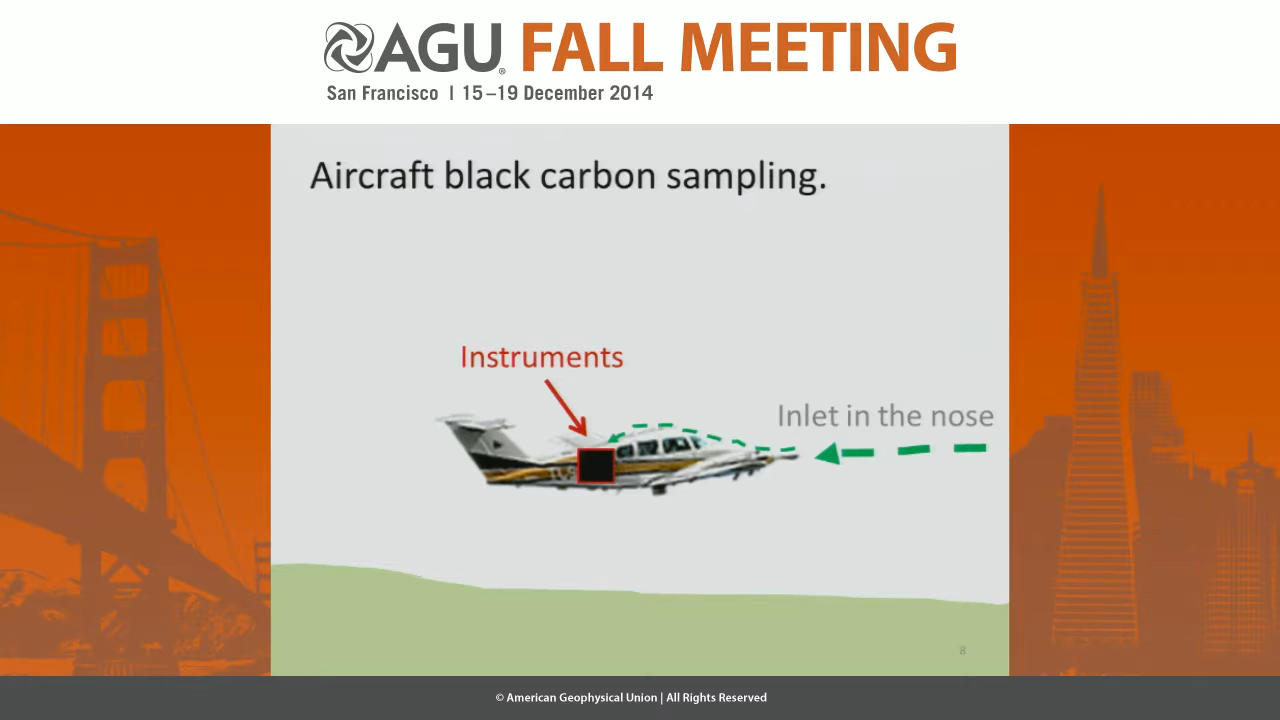 AGU® FALL MEETING
San Francisco | 15–19 December 2014
Aircraft black carbon sampling.
Instruments
Inlet in the nose
8
© American Geophysical Union | All Rights Reserved